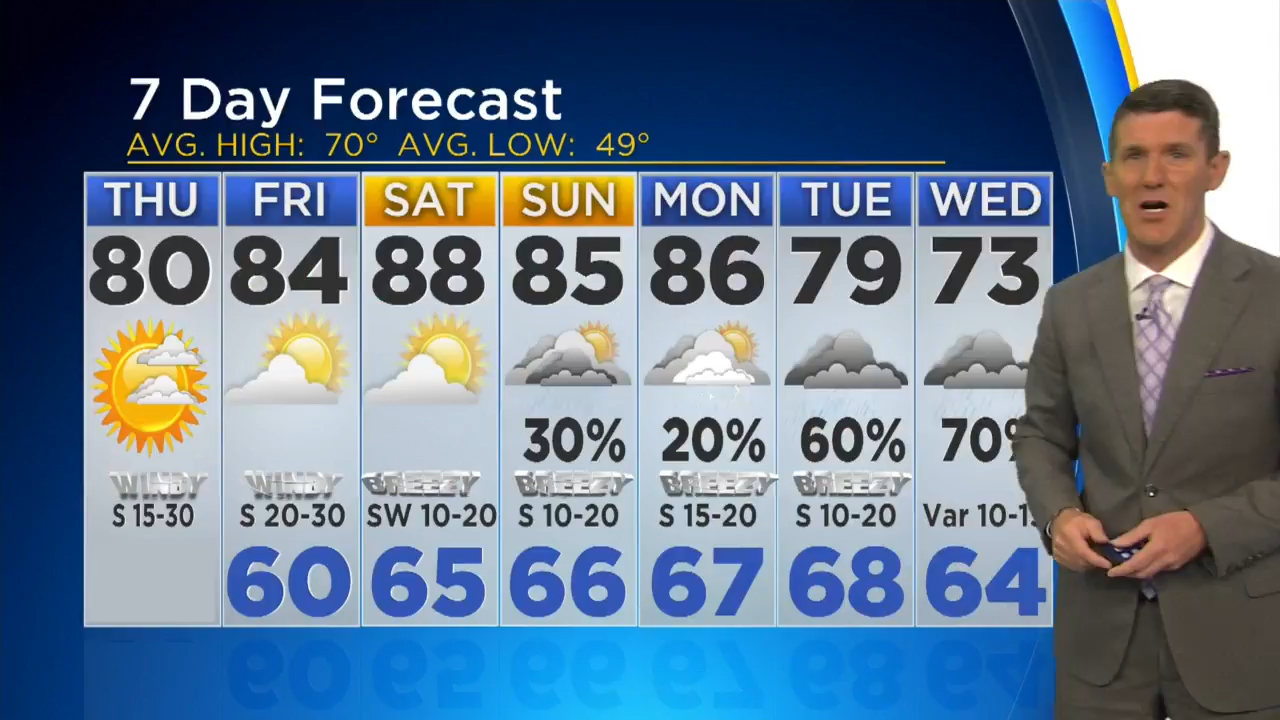 7 Day Forecast
AVG. HIGH: 70° AVG. LOW: 49°
THU FRI SAT SUN MON TUE WED
80 84 88 85 86 79 73
30% 20% 60% 70%
WINDY WINDY BREEZY BREEZY BREEZY BREEZY
S 15-30 S 20-30 SW 10-20 S 10-20 S 15-20 S 10-20 Var
60 65 66 67 68 64